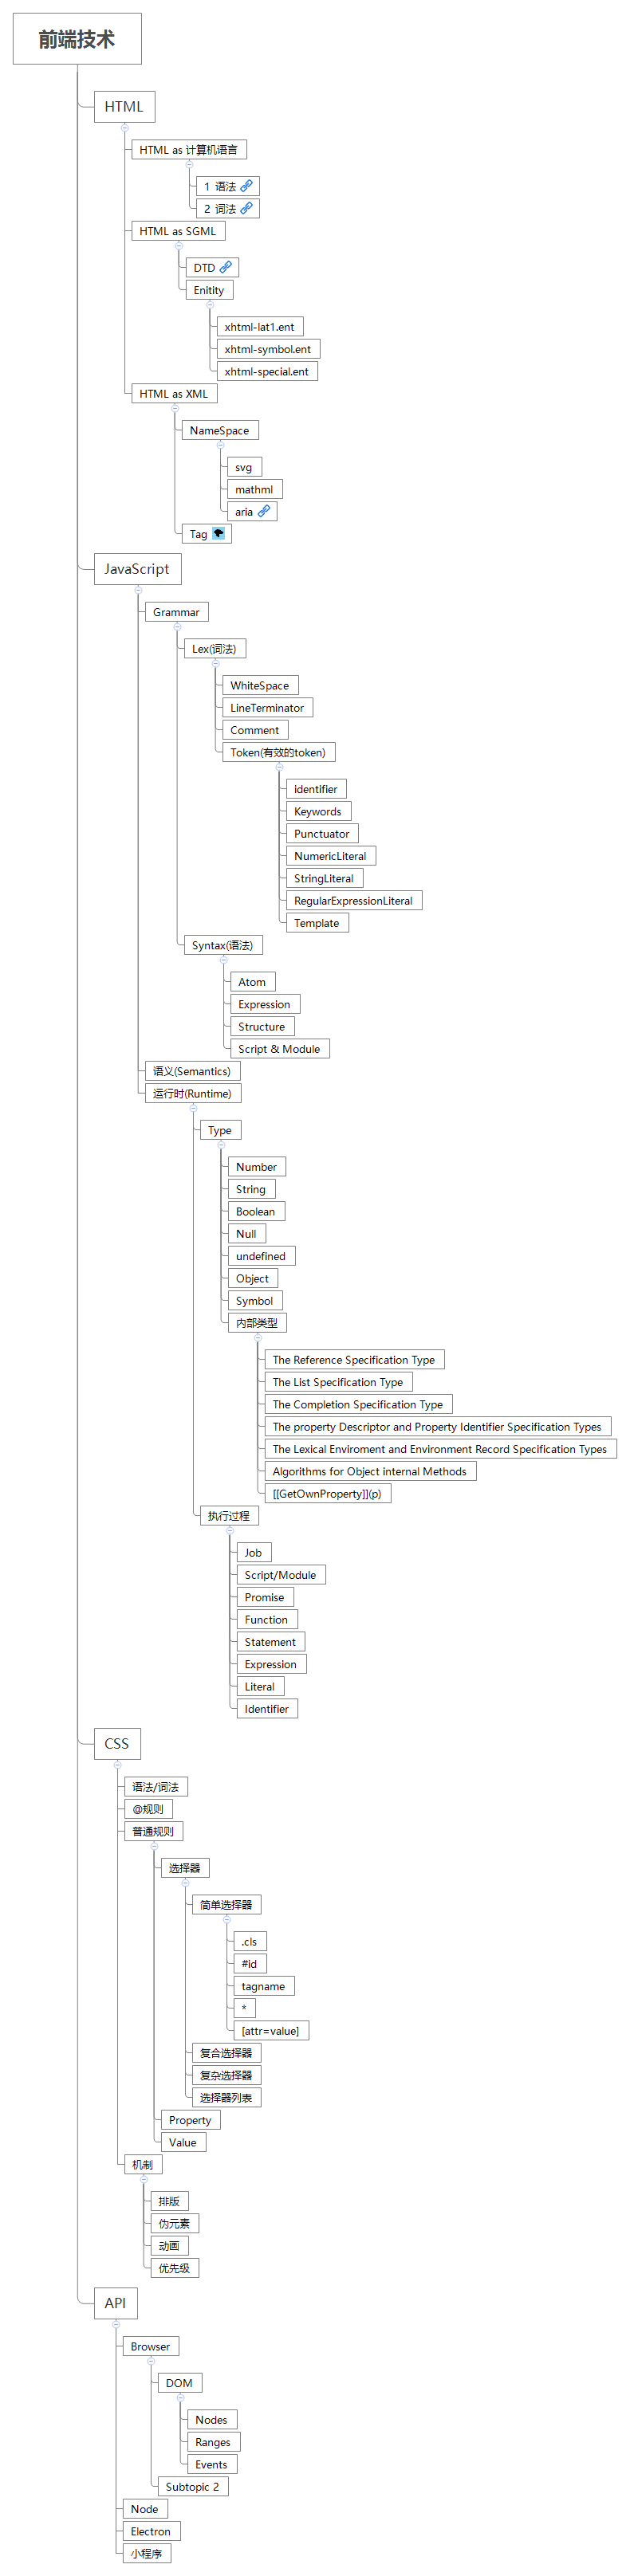 前端技术
HTML
HTML as 计算机语言
1 语法
2 词法
HTML as SGML
DTD
Enitity
xhtml-lat1.ent
xhtml-symbol.ent
xhtml-special.ent
HTML as XML
NameSpace
svg
mathml
aria
Tag
JavaScript
Grammar
Lex(词法)
WhiteSpace
LineTerminator
Comment
Token(有效的token)
identifier
Keywords
Punctuator
NumericLiteral
StringLiteral
RegularExpressionLiteral
Template
Syntax(语法)
Atom
Expression
Structure
Script & Module
语义(Semantics)
运行时(Runtime)
Type
Number
String
Boolean
Null
undefined
Object
Symbol
内部类型
The Reference Specification Type
The List Specification Type
The Completion Specification Type
The property Descriptor and Property Identifier Specification Types
The Lexical Enviroment and Environment Record Specification Types
Algorithms for Object internal Methods
[[GetOwnProperty]](p)
执行过程
Job
Script/Module
Promise
Function
Statement
Expression
Literal
Identifier
CSS
语法/词法
@规则
普通规则
选择器
简单选择器
.cls
#id
tagname
*
[attr=value]
复合选择器
复杂选择器
选择器列表
Property
Value
机制
排版
伪元素
动画
优先级
API
Browser
DOM
Nodes
Ranges
Events
Subtopic 2
Node
Electron
小程序